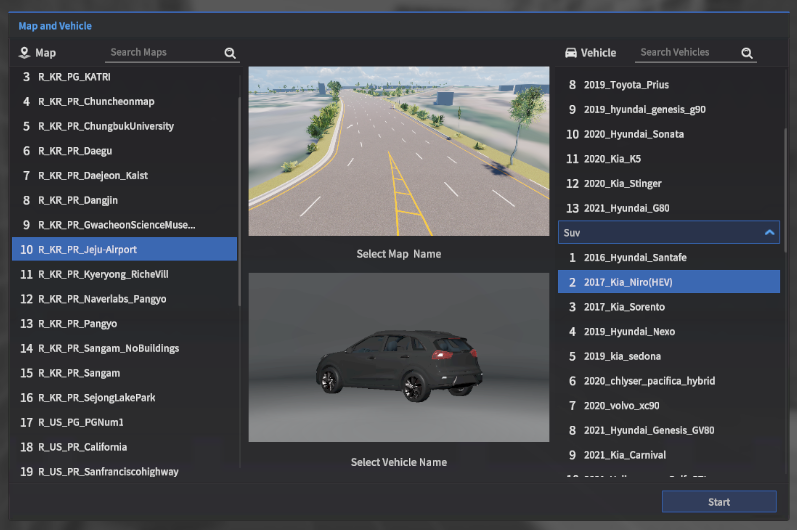 Map and Vehicle
Map
Search Maps
3 R_KR_PG_KATRI
4 R_KR_PR_Chuncheonmap
5 R_KR_PR_ChungbukUniversity
6 R_KR_PR_Daegu
7 R_KR_PR_Daejeon_Kaist
8 R_KR_PR_Dangjin
9 R_KR_PR_GwacheonScienceMuse...
10 R_KR_PR_Jeju-Airport
11 R_KR_PR_Kyeryong_RicheVill
12 R_KR_PR_Naverlabs_Pangyo
13 R_KR_PR_Pangyo
14 R_KR_PR_Sangam_NoBuildings
15 R_KR_PR_Sangam
16 R_KR_PR_SejongLakePark
17 R_US_PG_PGNum1
18 R_US_PR_California
19 R_US_PR_Sanfranciscohighway
Select Map Name
Select Vehicle Name
Vehicle
Search Vehicles
8 2019_Toyota_Prius
9 2019_hyundai_genesis_g90
10 2020_Hyundai_Sonata
11 2020_Kia_K5
12 2020_Kia_Stinger
13 2021_Hyundai_G80
Suv
1 2016_Hyundai_Santafe
2 2017_Kia_Niro(HEV)
3 2017_Kia_Sorento
4 2019_Hyundai_Nexo
5 2019_kia_sedona
6 2020_chlyser_pacifica_hybrid
7 2020_volvo_xc90
8 2021_Hyundai_Genesis_GV80
9 2021_Kia_Carnival
Start